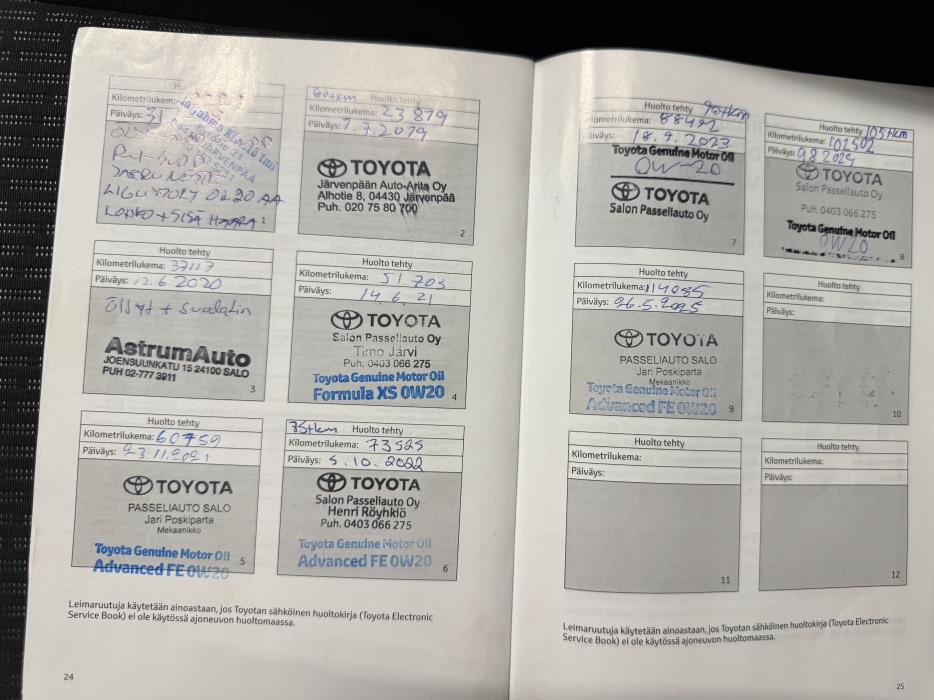 Huolto tehty
Kilometrilukema:
Päiväys: 31
JÄRVENPÄÄ
LIQUI MOLY 0W20 AA
1
60tkm Huolto tehty
Kilometrilukema: 23879
Päiväys: 7.7.2019
TOYOTA
Järvenpään Auto-Arita Oy
Alhotie 8, 04430 Järvenpää
Puh. 020 75 80 700
2
Huolto tehty
Kilometrilukema: 37117
Päiväys: 12.6.2020
Öljyt + suodatin
AstrumAuto
JOENSUUNKATU 15 24100 SALO
PUH 02-777 3911
3
Huolto tehty
Kilometrilukema: 51 703
Päiväys: 14.6.21
TOYOTA
Salon Passeliauto Oy
Timo Järvi
Puh. 0403 066 275
Toyota Genuine Motor Oil
Formula XS 0W20
4
Huolto tehty
Kilometrilukema: 60759
Päiväys: 23.11.2021
TOYOTA
PASSELIAUTO SALO
Jari Poskiparta
Mekaanikko
Toyota Genuine Motor Oil
Advanced FE 0W20
5
75tkm Huolto tehty
Kilometrilukema: 73525
Päiväys: 5.10.2022
TOYOTA
Salon Passeliauto Oy
Henri Röyhkiö
Puh. 0403 066 275
Toyota Genuine Motor Oil
Advanced FE 0W20
6
Leimaruutuja käytetään ainoastaan, jos Toyotan sähköinen huoltokirja (Toyota Electronic
Service Book) ei ole käytössä ajoneuvon huoltomaassa.
24
Huolto tehty 90tkm
Kilometrilukema: 88492
Päiväys: 18.9.2023
Toyota Genuine Motor Oil
0W-20
TOYOTA
Salon Passeliauto Oy
7
Huolto tehty 105tkm
Kilometrilukema: 102502
Päiväys: 9.8.2024
TOYOTA
Salon Passeliauto Oy
Puh. 0403 066 275
Toyota Genuine Motor Oil
0W20
8
Huolto tehty
Kilometrilukema: 114085
Päiväys: 26.5.2025
TOYOTA
PASSELIAUTO SALO
Jari Poskiparta
Mekaanikko
Toyota Genuine Motor Oil
Advanced FE 0W20
9
Huolto tehty
Kilometrilukema:
Päiväys:
10
Huolto tehty
Kilometrilukema:
Päiväys:
11
Huolto tehty
Kilometrilukema:
Päiväys:
12
Leimaruutuja käytetään ainoastaan, jos Toyotan sähköinen huoltokirja (Toyota Electronic
Service Book) ei ole käytössä ajoneuvon huoltomaassa.
25